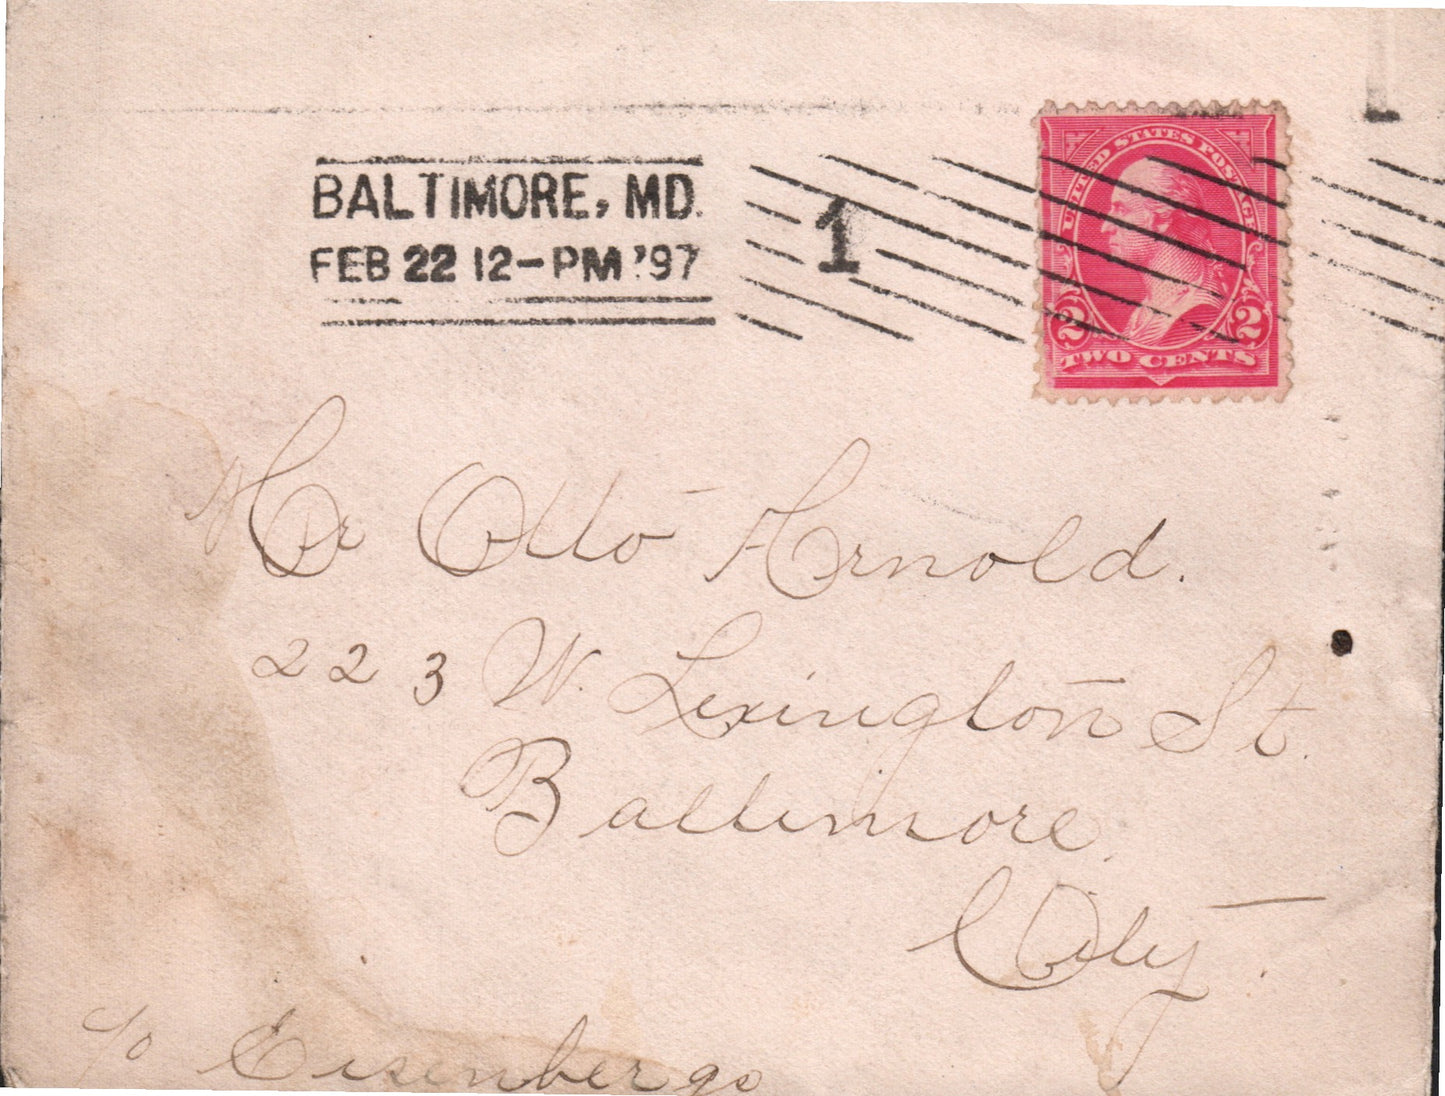 BALTIMORE, MD.
FEB 22 12-PM '97
1
UNITED STATES POSTAGE
2 2
TWO CENTS
Mr Otto Arnold.
223 W. Lexington St.
Baltimore.
City.
c/o Eisenbergs